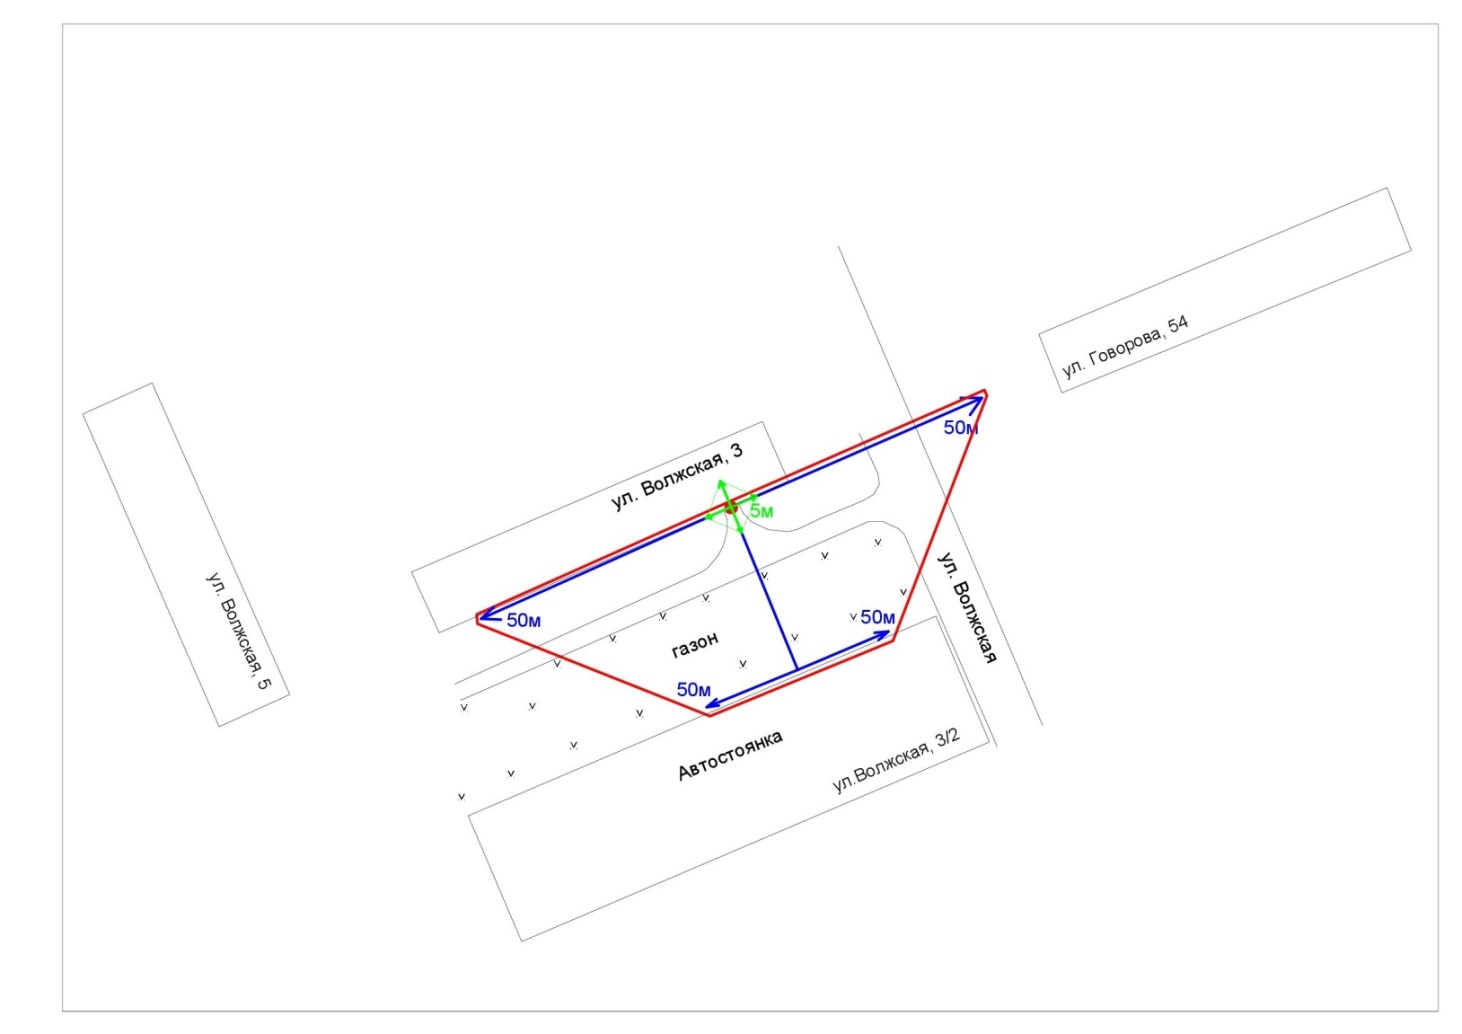 ул. Говорова, 54
50м
ул. Волжская, 3
5м
ул. Волжская, 5
50м
ул. Волжская
50м
газон
50м
Автостоянка
ул.Волжская, 3/2